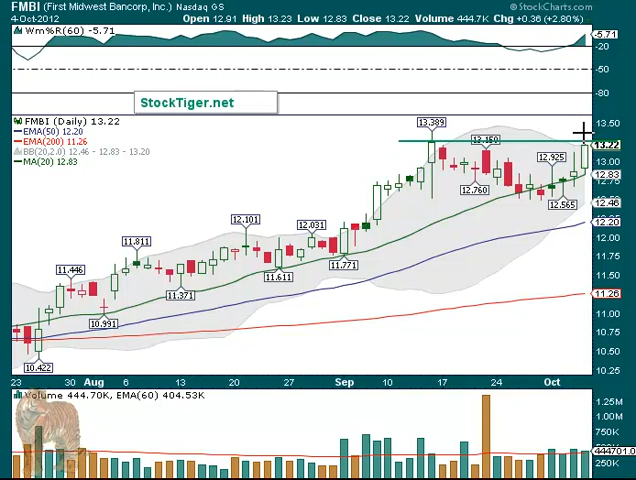 FMBI (First Midwest Bancorp, Inc.) Nasdaq GS
© StockCharts.com
4-Oct-2012
Open 12.91 High 13.23 Low 12.83 Close 13.22 Volume 444.7K Chg +0.36 (+2.80%)
Wm%R(60) -5.71
-5.71
-20
-50
-80
StockTiger.net
FMBI (Daily) 13.22
EMA(50) 12.20
EMA(200) 11.26
BB(20,2.0) 12.46 - 12.83 - 13.20
MA(20) 12.83
13.389
13.150
12.925
12.760
12.565
12.101
12.031
11.811
11.771
11.611
11.446
11.371
10.991
10.422
13.50
13.22
13.00
12.83
12.46
12.20
12.00
11.75
11.50
11.26
11.00
10.75
10.50
10.25
23 30 Aug 6 13 20 27 Sep 10 17 24 Oct
Volume 444.70K, EMA(60) 404.53K
1.25M
1.00M
750K
444701.0
250K